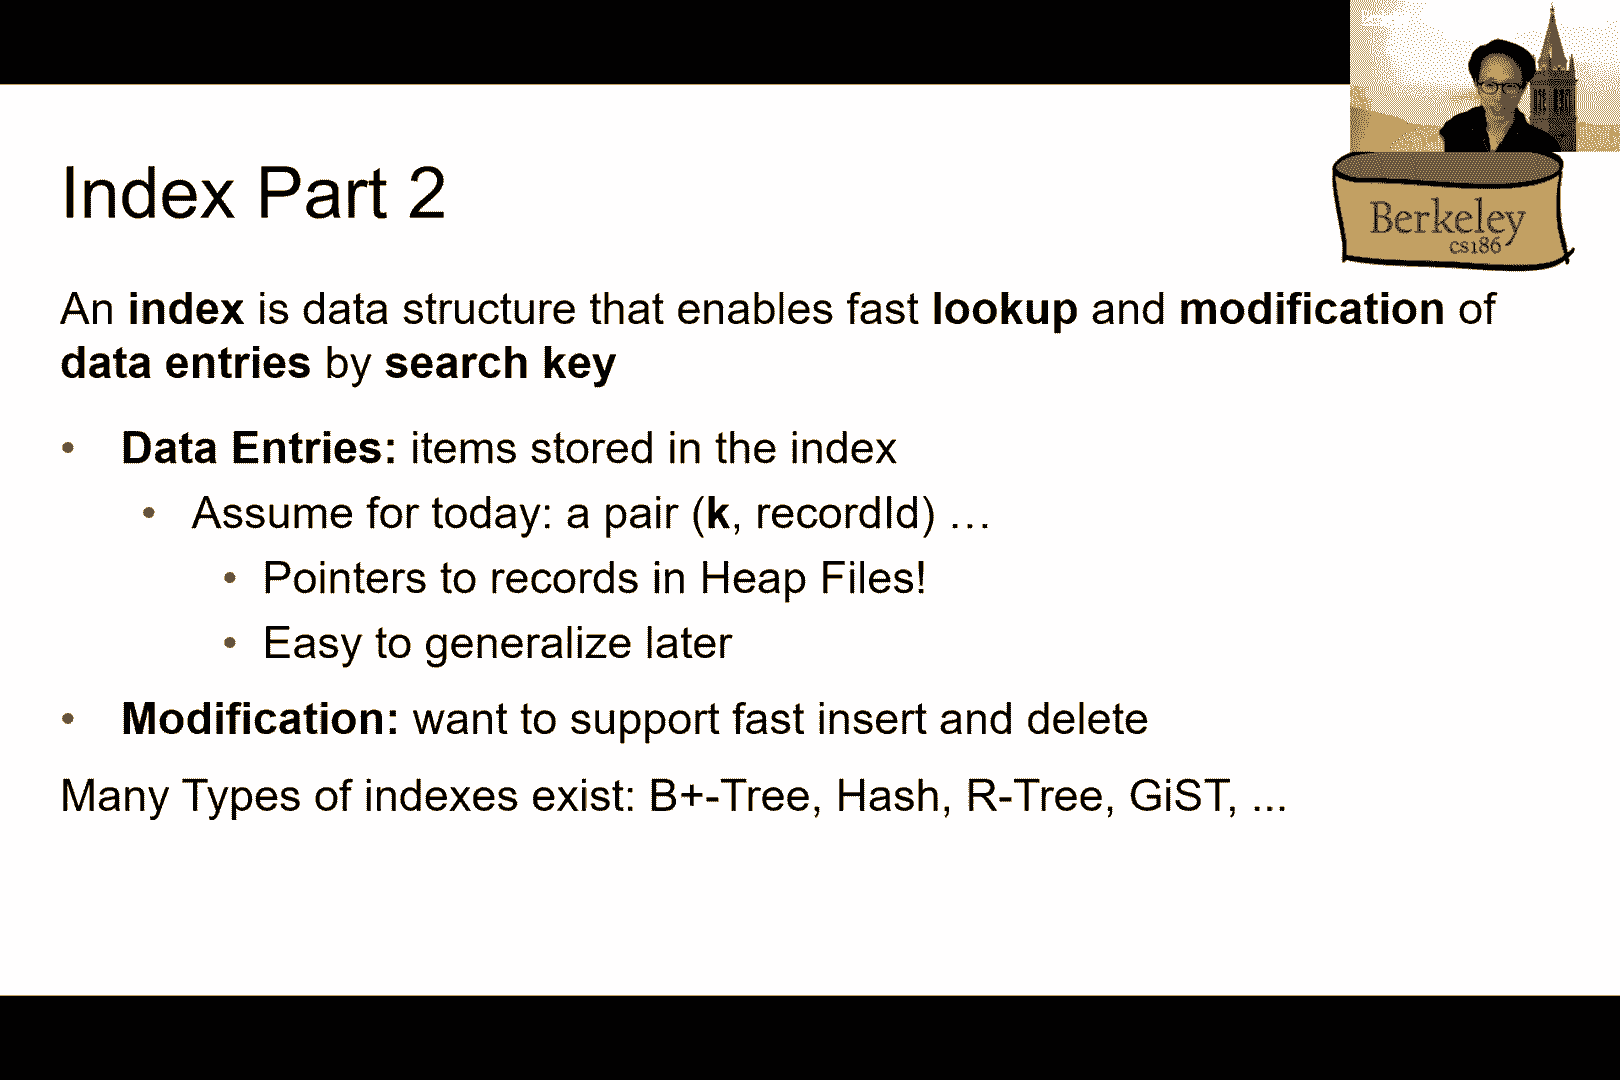 Index Part 2
Berkeley
cs186
An index is data structure that enables fast lookup and modification of
data entries by search key
• Data Entries: items stored in the index
• Assume for today: a pair (k, recordId) …
• Pointers to records in Heap Files!
• Easy to generalize later
• Modification: want to support fast insert and delete
Many Types of indexes exist: B+-Tree, Hash, R-Tree, GiST, ...